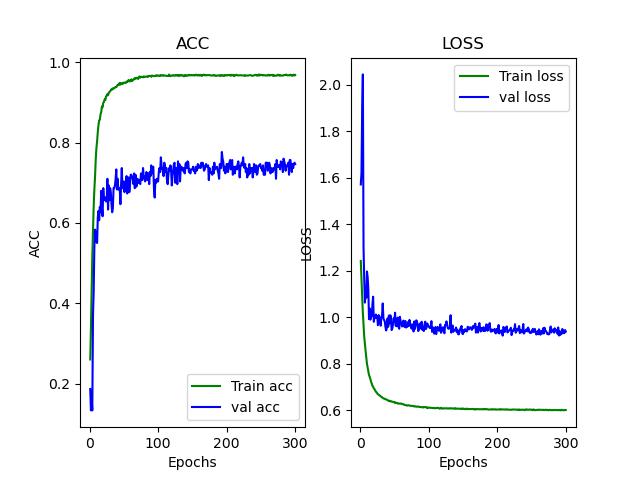 ACC
1.0
0.8
0.6
0.4
0.2
ACC
0
100
200
300
Epochs
Train acc
val acc
LOSS
2.0
1.8
1.6
1.4
1.2
1.0
0.8
0.6
LOSS
0
100
200
300
Epochs
Train loss
val loss